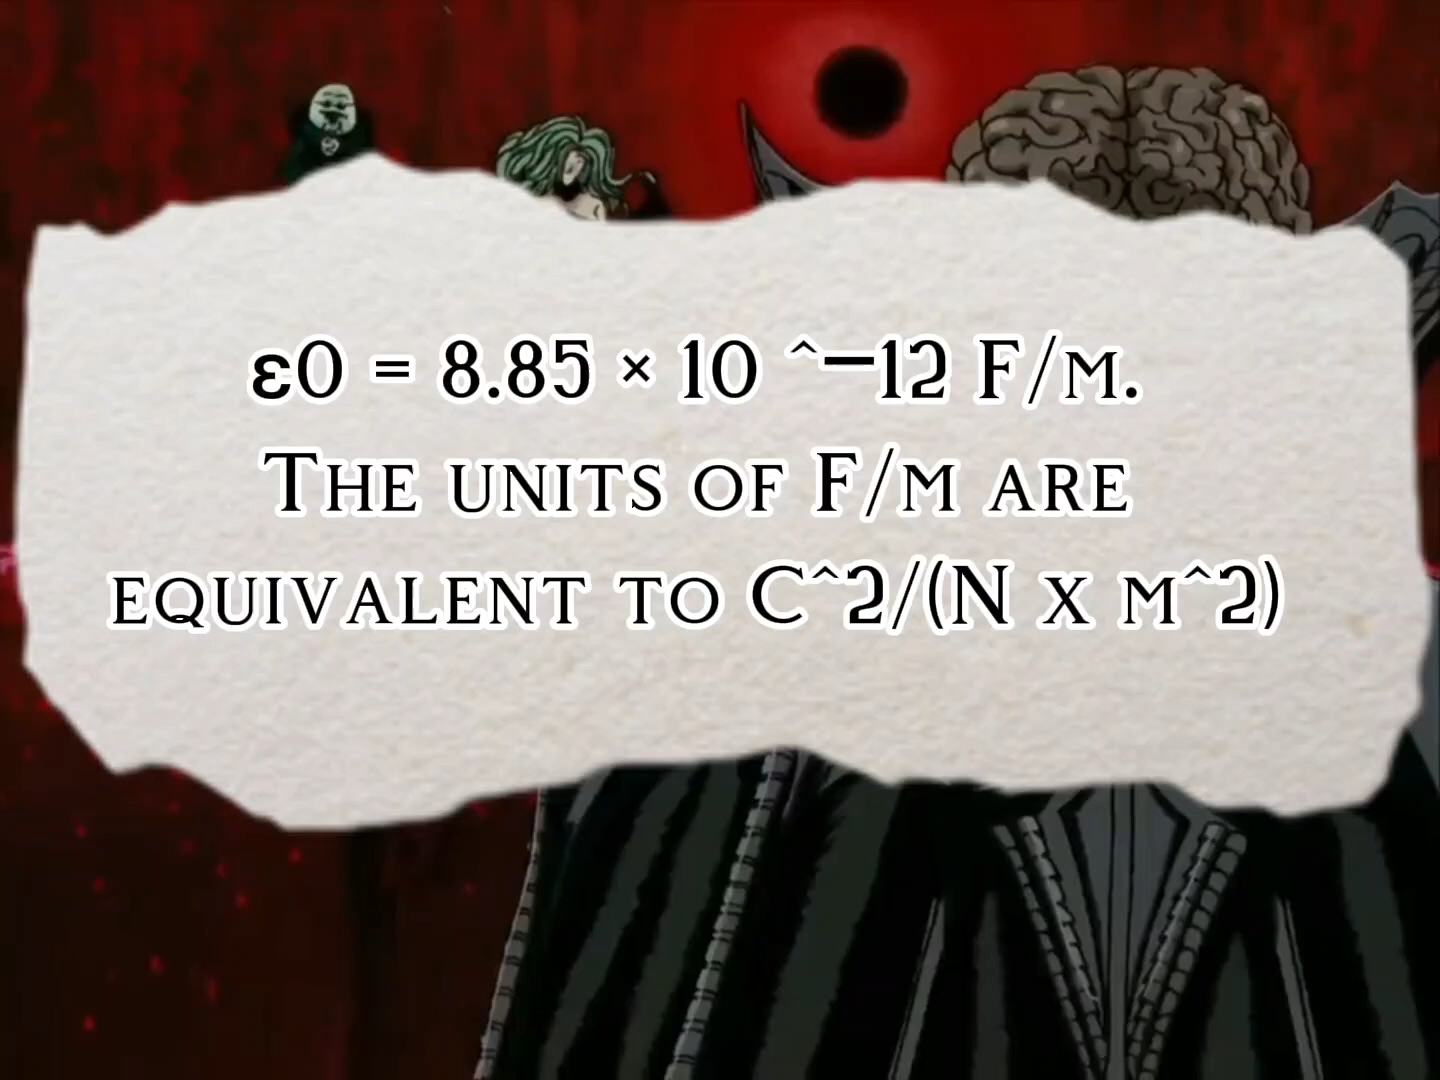 ε0 = 8.85 × 10 ^−12 F/m.
The units of F/m are
equivalent to C^2/(N x m^2)